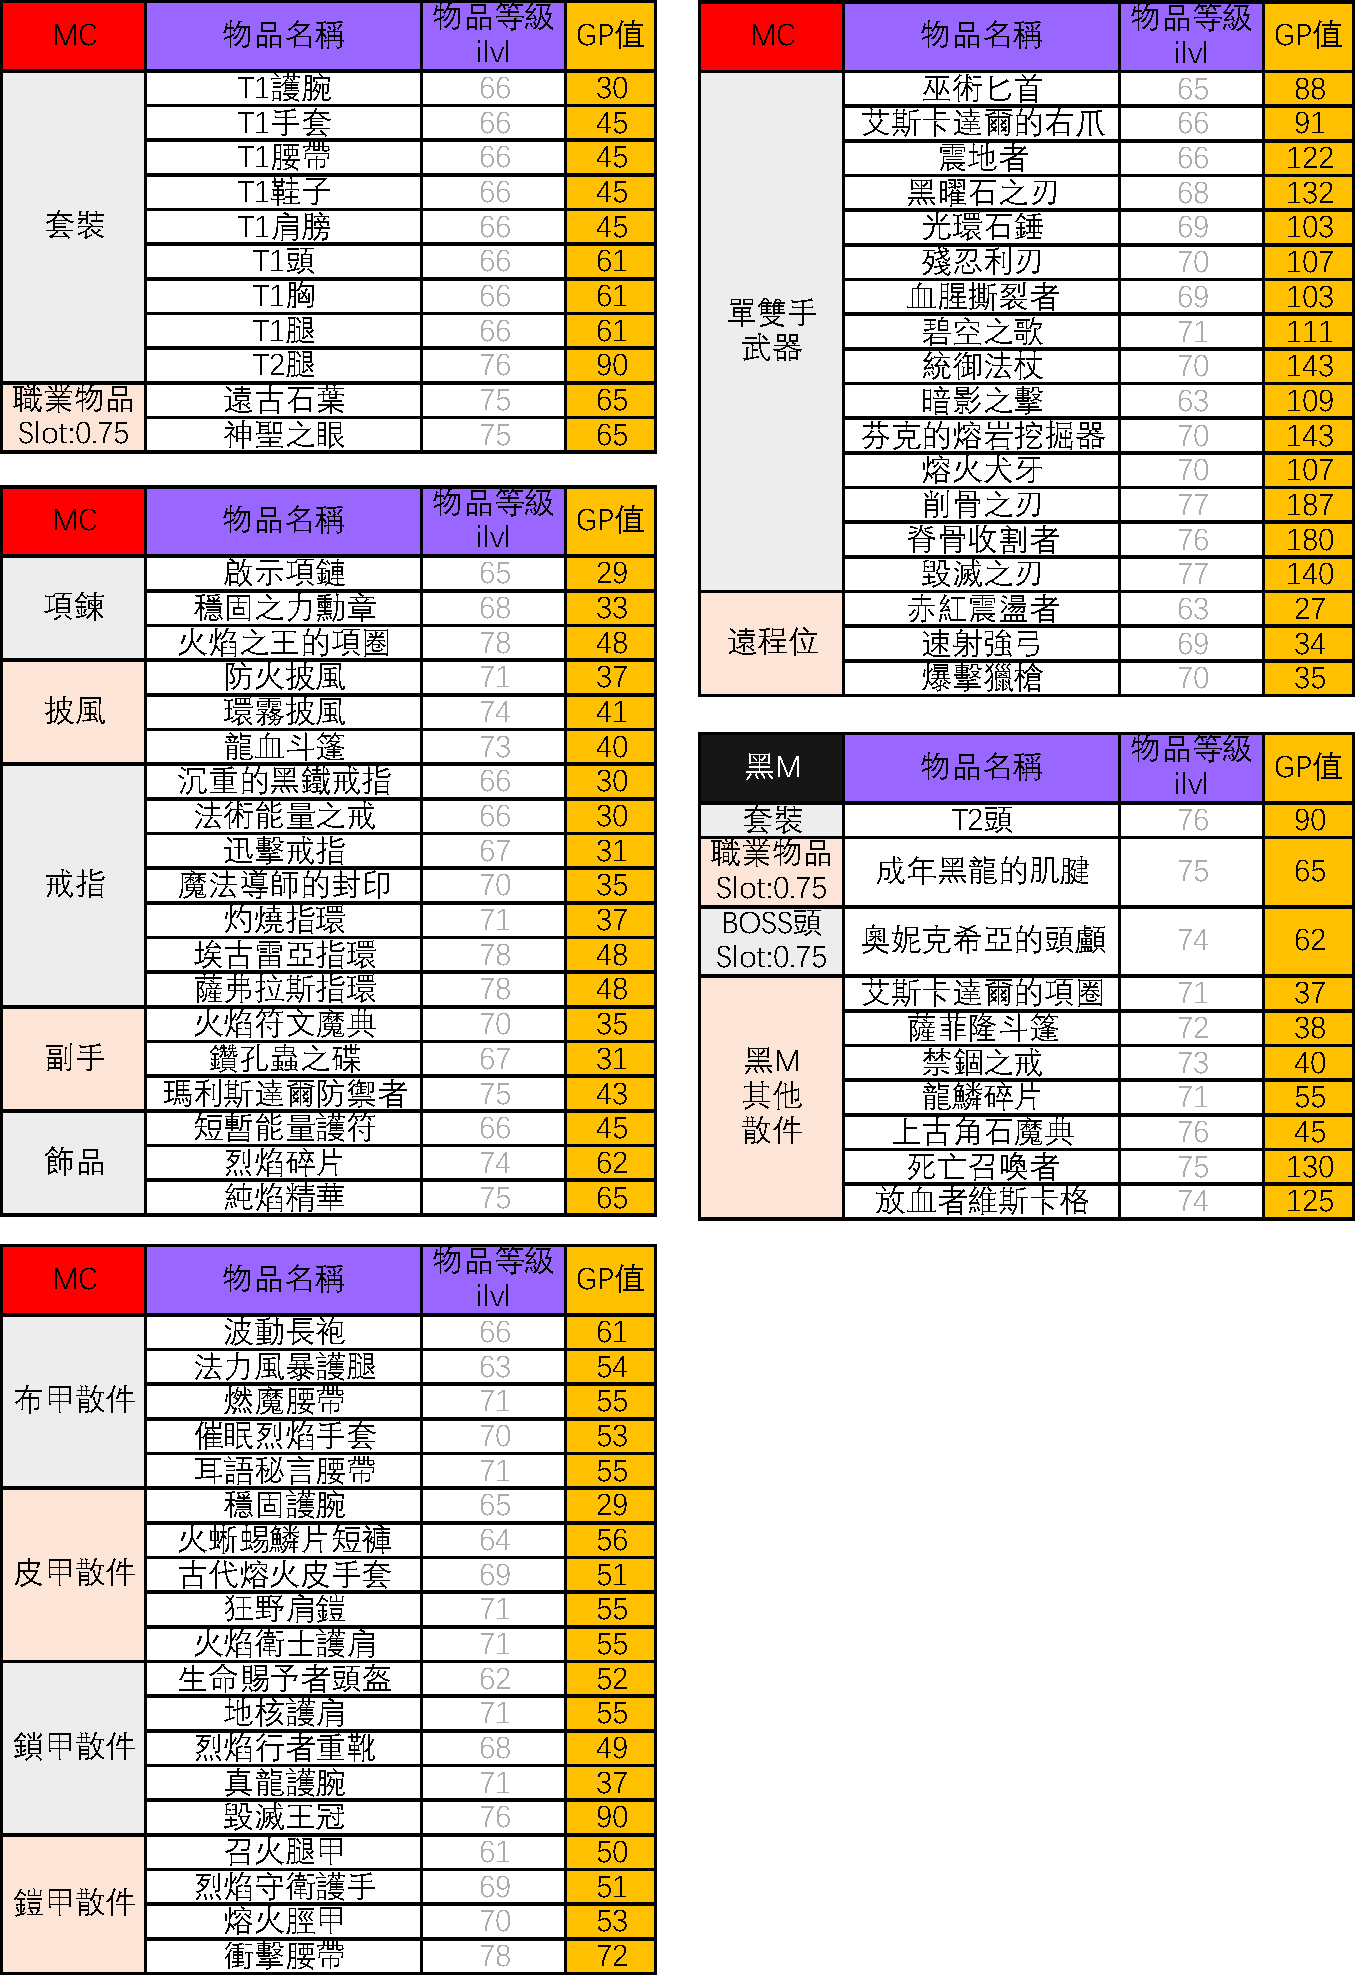 MC 物品名稱 物品等級 ilvl GP值
套裝
T1護腕 66 30
T1手套 66 45
T1腰帶 66 45
T1鞋子 66 45
T1肩膀 66 45
T1頭 66 61
T1胸 66 61
T1腿 66 61
T2腿 76 90
職業物品
Slot:0.75
遠古石葉 75 65
神聖之眼 75 65
MC 物品名稱 物品等級 ilvl GP值
項鍊
啟示項鏈 65 29
穩固之力勳章 68 33
火焰之王的項圈 78 48
披風
防火披風 71 37
環霧披風 74 41
龍血斗篷 73 40
戒指
沉重的黑鐵戒指 66 30
法術能量之戒 66 30
迅擊戒指 67 31
魔法導師的封印 70 35
灼燒指環 71 37
埃古雷亞指環 78 48
薩弗拉斯指環 78 48
副手
火焰符文魔典 70 35
鑽孔蟲之碟 67 31
瑪利斯達爾防禦者 75 43
飾品
短暫能量護符 66 45
烈焰碎片 74 62
純焰精華 75 65
MC 物品名稱 物品等級 ilvl GP值
布甲散件
波動長袍 66 61
法力風暴護腿 63 54
燃魔腰帶 71 55
催眠烈焰手套 70 53
耳語秘言腰帶 71 55
皮甲散件
穩固護腕 65 29
火蜥蜴鱗片短褲 64 56
古代熔火皮手套 69 51
狂野肩鎧 71 55
火焰衛士護肩 71 55
鎖甲散件
生命賜予者頭盔 62 52
地核護肩 71 55
烈焰行者重靴 68 49
真龍護腕 71 37
毀滅王冠 76 90
鎧甲散件
召火腿甲 61 50
烈焰守衛護手 69 51
熔火脛甲 70 53
衝擊腰帶 78 72
MC 物品名稱 物品等級 ilvl GP值
單雙手
武器
巫術匕首 65 88
艾斯卡達爾的右爪 66 91
震地者 66 122
黑曜石之刃 68 132
光環石錘 69 103
殘忍利刃 70 107
血腥撕裂者 69 103
碧空之歌 71 111
統御法杖 70 143
暗影之擊 63 109
芬克的熔岩挖掘器 70 143
熔火犬牙 70 107
削骨之刃 77 187
脊骨收割者 76 180
毀滅之刃 77 140
遠程位
赤紅震盪者 63 27
速射強弓 69 34
爆擊獵槍 70 35
黑M 物品名稱 物品等級 ilvl GP值
套裝 T2頭 76 90
職業物品
Slot:0.75
成年黑龍的肌腱 75 65
BOSS頭
Slot:0.75
奧妮克希亞的頭顱 74 62
黑M
其他
散件
艾斯卡達爾的項圈 71 37
薩菲隆斗篷 72 38
禁錮之戒 73 40
龍鱗碎片 71 55
上古角石魔典 76 45
死亡召喚者 75 130
放血者維斯卡格 74 125